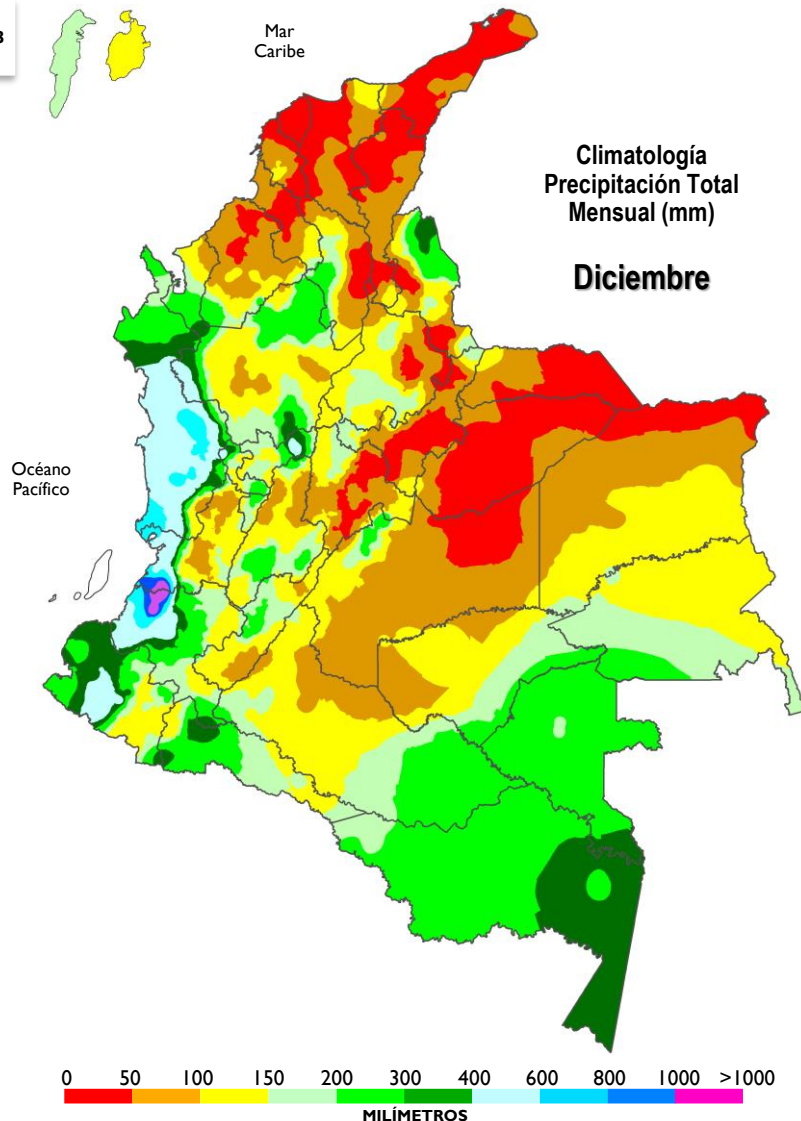 Mar
Caribe
Climatología
Precipitación Total
Mensual (mm)
Diciembre
Océano
Pacífico
0 50 100 150 200 300 400 600 800 1000 >1000
MILÍMETROS